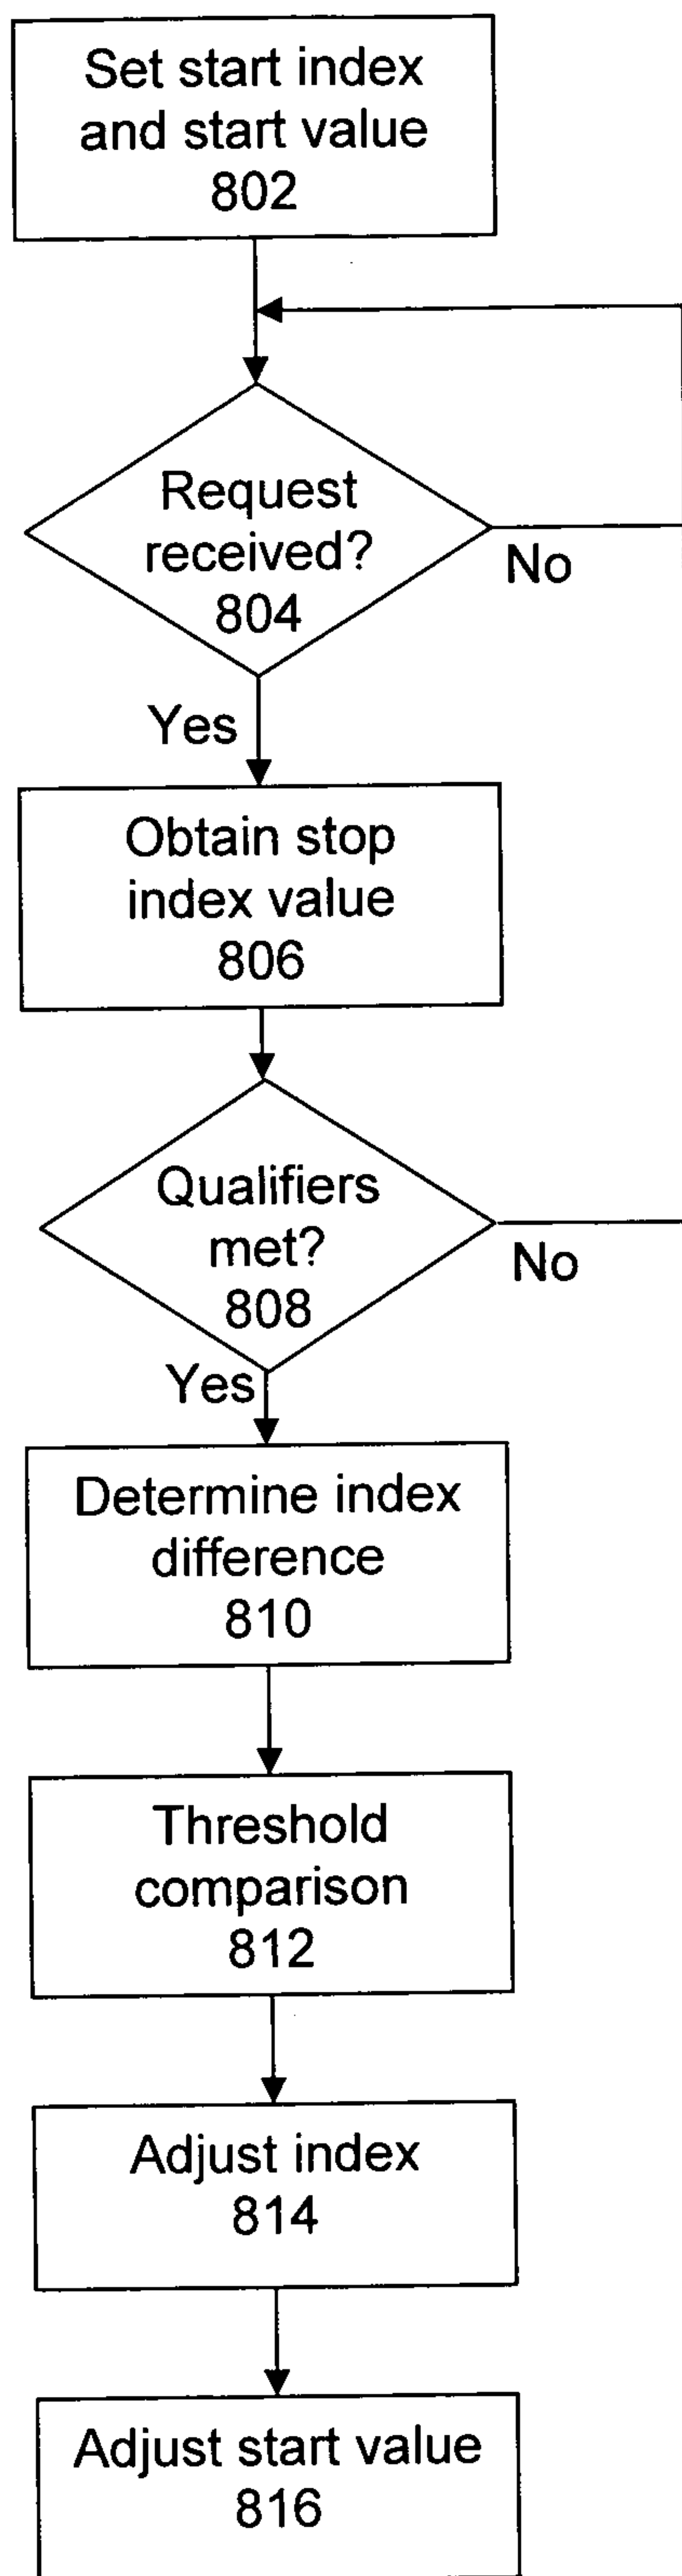 Set start index
and start value
802
Request
received?
804
No
Yes
Obtain stop
index value
806
Qualifiers
met?
808
No
Yes
Determine index
difference
810
Threshold
comparison
812
Adjust index
814
Adjust start value
816